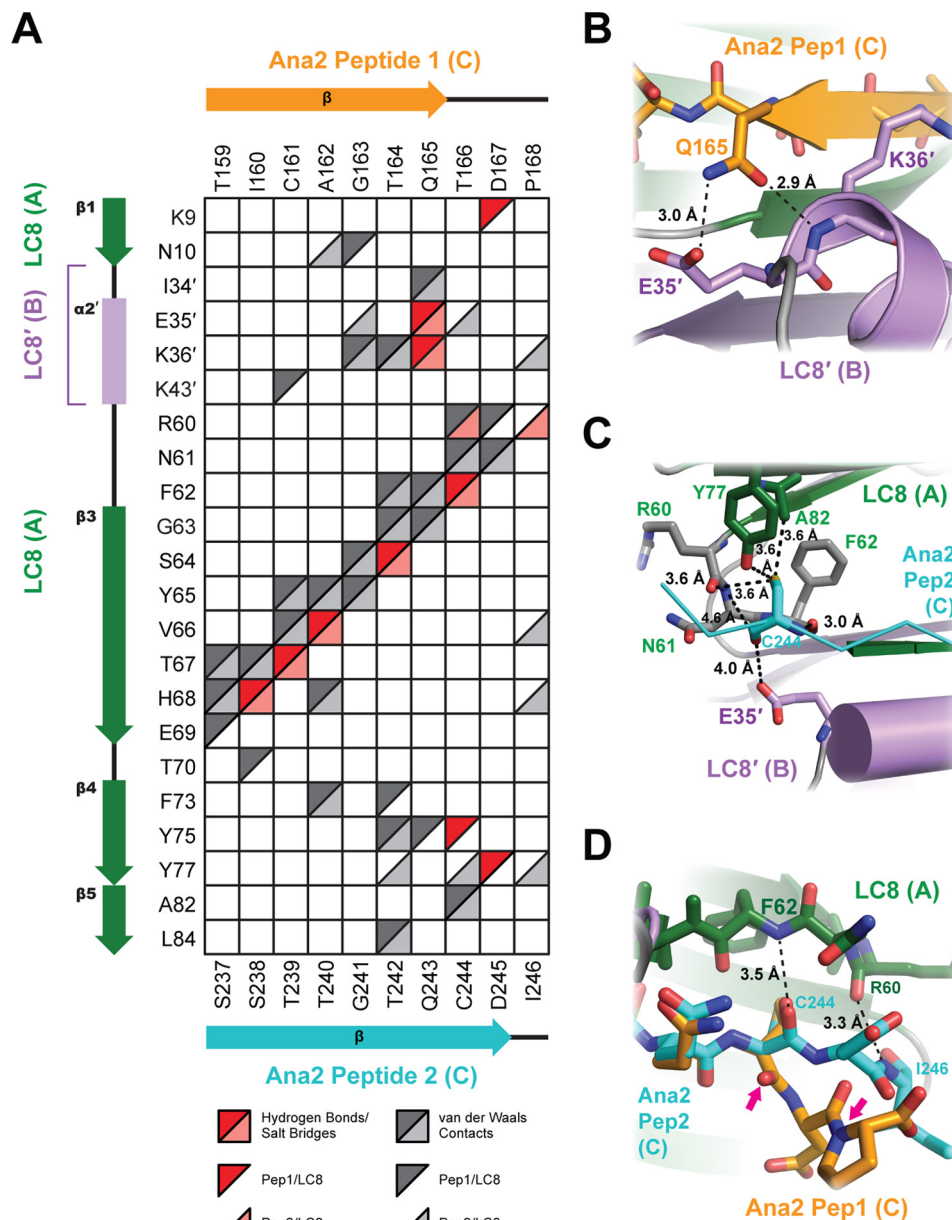 A
Ana2 Peptide 1 (C)
β
T159 I160 C161 A162 G163 T164 Q165 T166 D167 P168
LC8 (A)
LC8′ (B)
LC8 (A)
β1
α2′
β3
β4
β5
K9
N10
I34′
E35′
K36′
K43′
R60
N61
F62
G63
S64
Y65
V66
T67
H68
E69
T70
F73
Y75
Y77
A82
L84
S237 S238 T239 T240 G241 T242 Q243 C244 D245 I246
β
Ana2 Peptide 2 (C)
Hydrogen Bonds/
Salt Bridges
van der Waals
Contacts
Pep1/LC8
Pep1/LC8
Pep2/LC8
Pep2/LC8
B
Ana2 Pep1 (C)
Q165
K36′
2.9 Å
3.0 Å
E35′
LC8′ (B)
C
Y77
LC8 (A)
R60
A82
3.6 Å
3.6
Å
F62
Ana2
Pep2
(C)
3.6 Å
3.6 Å
4.6 Å
3.0 Å
N61
C244
4.0 Å
E35′
LC8′ (B)
D
LC8 (A)
F62
3.5 Å
R60
C244
3.3 Å
I246
Ana2
Pep2
(C)
Ana2 Pep1 (C)